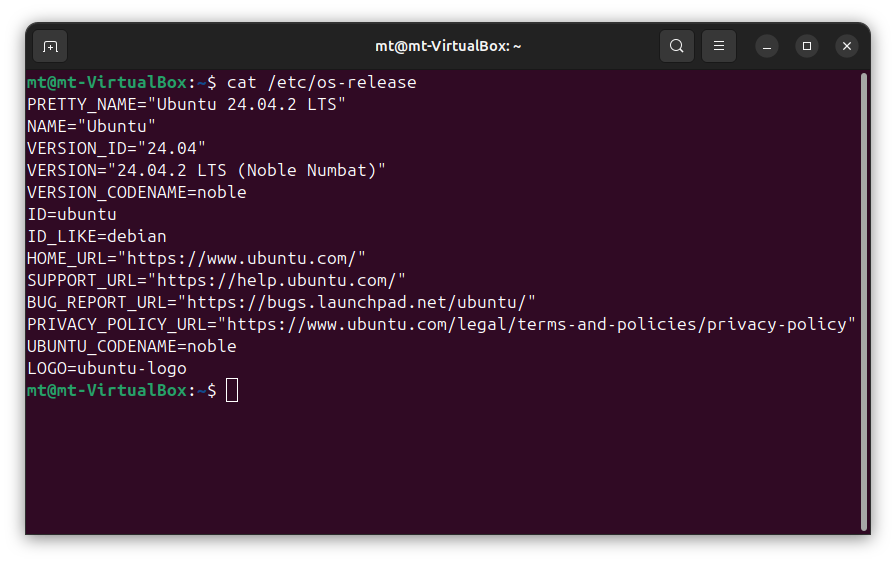 mt@mt-VirtualBox: ~
mt@mt-VirtualBox:~$ cat /etc/os-release
PRETTY_NAME="Ubuntu 24.04.2 LTS"
NAME="Ubuntu"
VERSION_ID="24.04"
VERSION="24.04.2 LTS (Noble Numbat)"
VERSION_CODENAME=noble
ID=ubuntu
ID_LIKE=debian
HOME_URL="https://www.ubuntu.com/"
SUPPORT_URL="https://help.ubuntu.com/"
BUG_REPORT_URL="https://bugs.launchpad.net/ubuntu/"
PRIVACY_POLICY_URL="https://www.ubuntu.com/legal/terms-and-policies/privacy-policy"
UBUNTU_CODENAME=noble
LOGO=ubuntu-logo
mt@mt-VirtualBox:~$